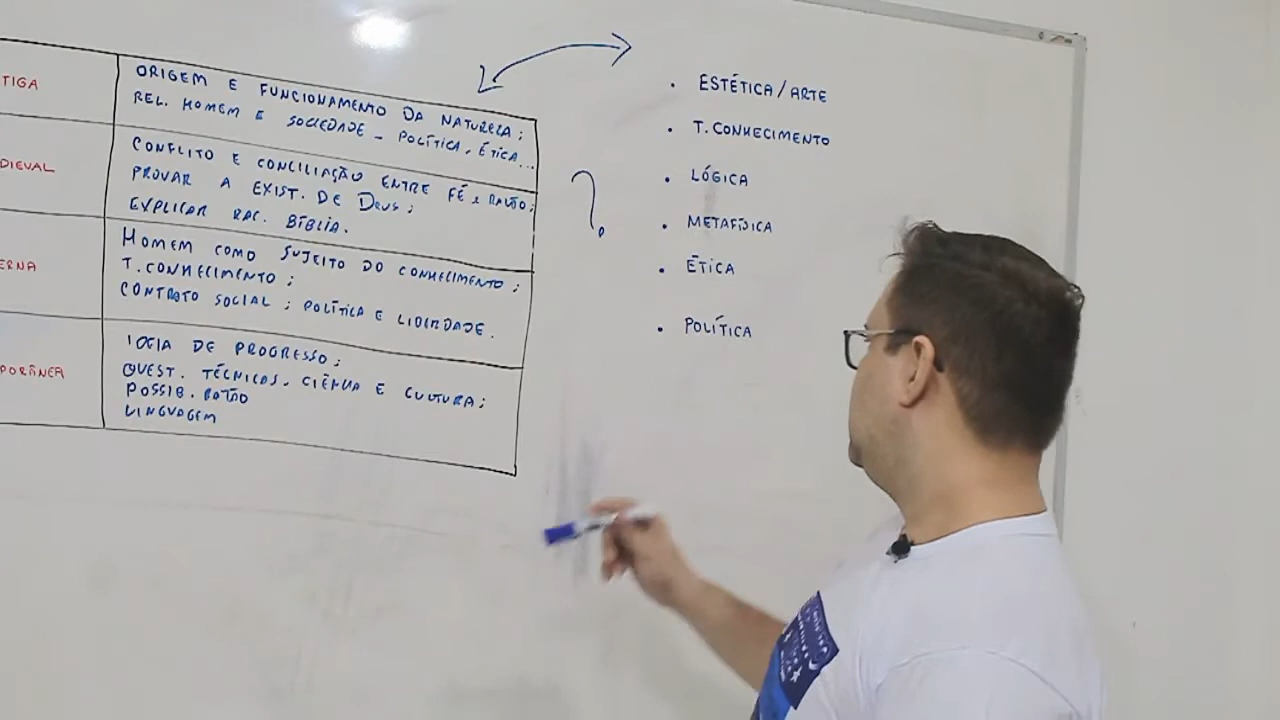 TIGA
ORIGEM E FUNCIONAMENTO DA NATUREZA;
REL. HOMEM E SOCIEDADE - POLÍTICA, ÉTICA...
DIEVAL
CONFLITO E CONCILIAÇÃO ENTRE FÉ E RAZÃO;
PROVAR A EXIST. DE DEUS;
EXPLICAR RAC. BÍBLIA.
ERNA
HOMEM COMO SUJEITO DO CONHECIMENTO;
T. CONHECIMENTO;
CONTRATO SOCIAL; POLÍTICA E LIBERDADE.
PORÂNEA
IDEIA DE PROGRESSO;
QUEST. TÉCNICAS, CIÊNCIA E CULTURA;
POSSIB. RAZÃO
LINGUAGEM
?
• ESTÉTICA/ARTE
• T. CONHECIMENTO
• LÓGICA
• METAFÍSICA
• ÉTICA
• POLÍTICA